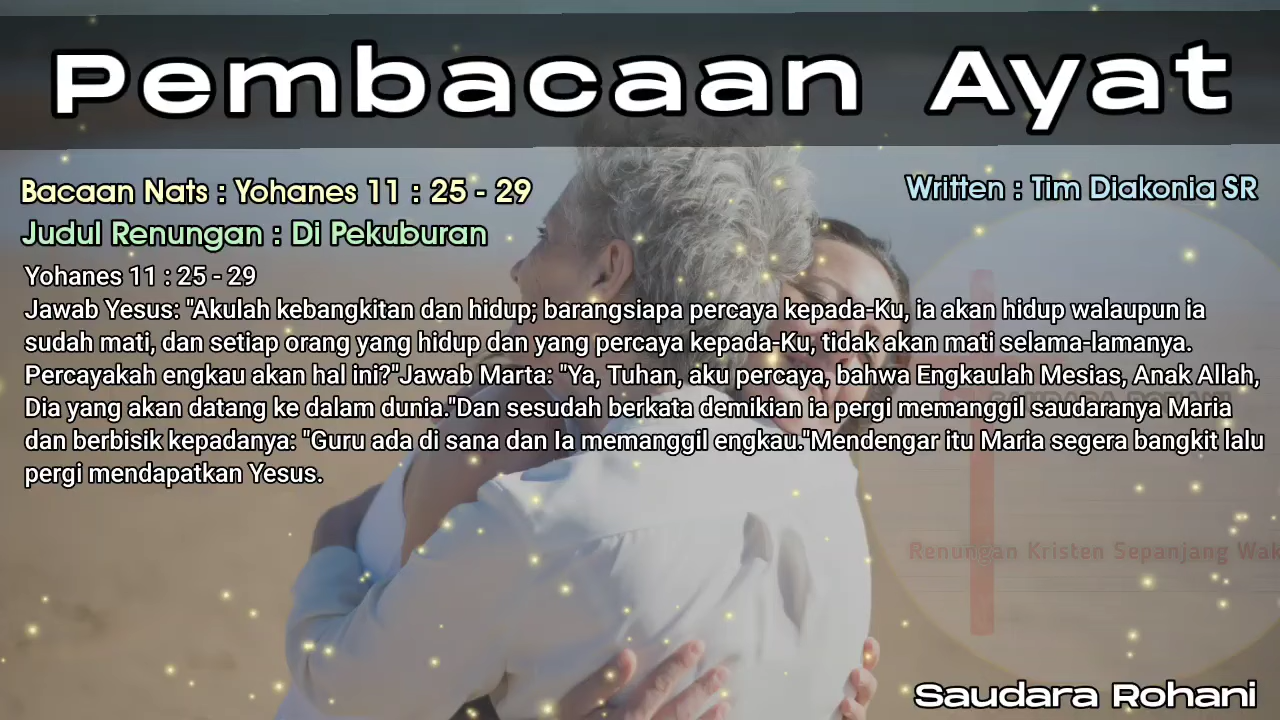 Pembacaan Ayat
Bacaan Nats : Yohanes 11 : 25 - 29
Written : Tim Diakonia SR
Judul Renungan : Di Pekuburan
Yohanes 11 : 25 - 29
Jawab Yesus: "Akulah kebangkitan dan hidup; barangsiapa percaya kepada-Ku, ia akan hidup walaupun ia
sudah mati, dan setiap orang yang hidup dan yang percaya kepada-Ku, tidak akan mati selama-lamanya.
Percayakah engkau akan hal ini?"Jawab Marta: "Ya, Tuhan, aku percaya, bahwa Engkaulah Mesias, Anak Allah,
Dia yang akan datang ke dalam dunia."Dan sesudah berkata demikian ia pergi memanggil saudaranya Maria
dan berbisik kepadanya: "Guru ada di sana dan Ia memanggil engkau."Mendengar itu Maria segera bangkit lalu
pergi mendapatkan Yesus.
Renungan Kristen Sepanjang Wak
Saudara Rohani